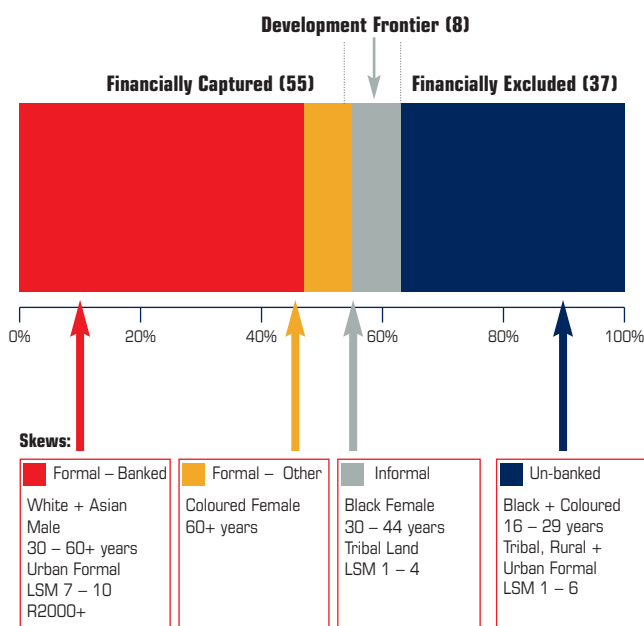 Development Frontier (8)
Financially Captured (55)
Financially Excluded (37)
0%
20%
40%
60%
80%
100%
Skews:
Formal – Banked
White + Asian
Male
30 – 60+ years
Urban Formal
LSM 7 – 10
R2000+
Formal – Other
Coloured Female
60+ years
Informal
Black Female
30 – 44 years
Tribal Land
LSM 1 – 4
Un-banked
Black + Coloured
16 – 29 years
Tribal, Rural +
Urban Formal
LSM 1 – 6